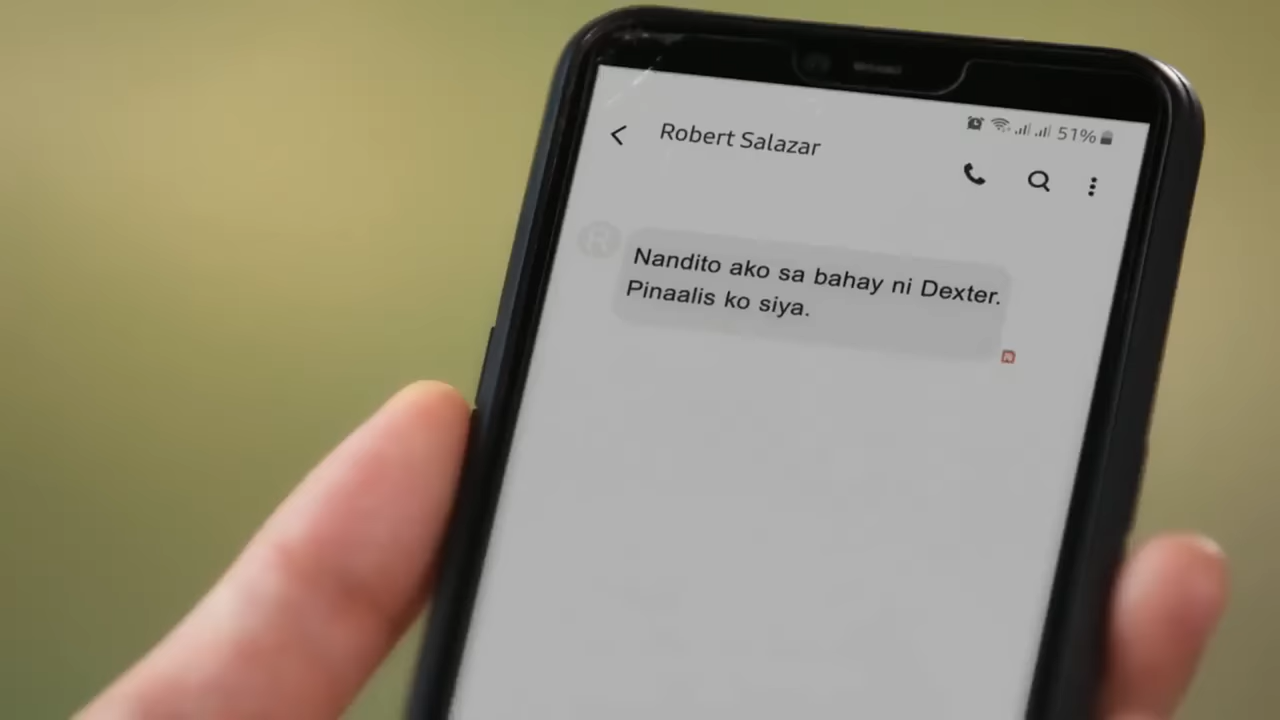 51%
Robert Salazar
R
Nandito ako sa bahay ni Dexter.
Pinaalis ko siya.